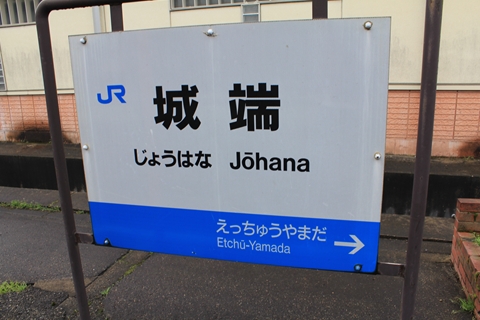 JR
城端
じょうはな Jōhana
えっちゅうやまだ
Etchū-Yamada →